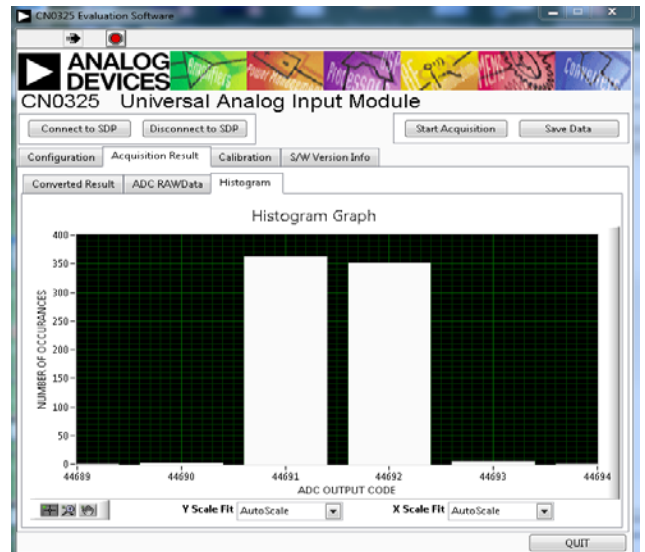 CN0325 Evaluation Software
ANALOG
DEVICES
CN0325 Universal Analog Input Module
Connect to SDP Disconnect to SDP Start Acquisition Save Data
Configuration Acquisition Result Calibration S/W Version Info
Converted Result ADC RAWData Histogram
Histogram Graph
400
350
300
250
200
150
100
50
0
NUMBER OF OCCURANCES
44689 44690 44691 44692 44693 44694
ADC OUTPUT CODE
Y Scale Fit AutoScale X Scale Fit AutoScale
QUIT